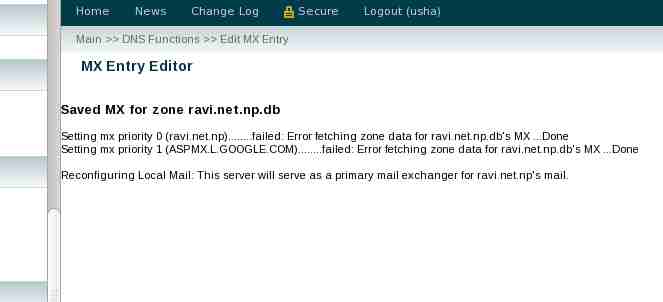 Home News Change Log Secure Logout (usha)
Main >> DNS Functions >> Edit MX Entry
MX Entry Editor
Saved MX for zone ravi.net.np.db
Setting mx priority 0 (ravi.net.np)........failed: Error fetching zone data for ravi.net.np.db's MX ...Done
Setting mx priority 1 (ASPMX.L.GOOGLE.COM)........failed: Error fetching zone data for ravi.net.np.db's MX ...Done
Reconfiguring Local Mail: This server will serve as a primary mail exchanger for ravi.net.np's mail.